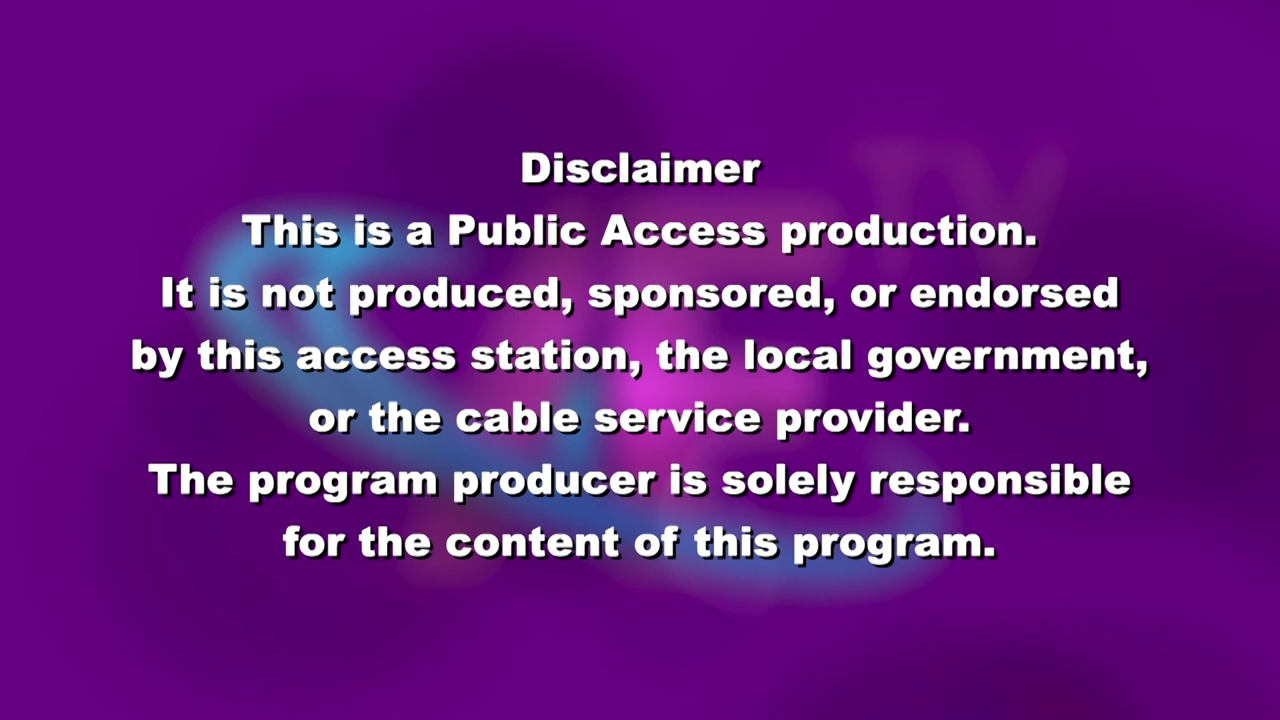 Disclaimer
This is a Public Access production.
It is not produced, sponsored, or endorsed
by this access station, the local government,
or the cable service provider.
The program producer is solely responsible
for the content of this program.